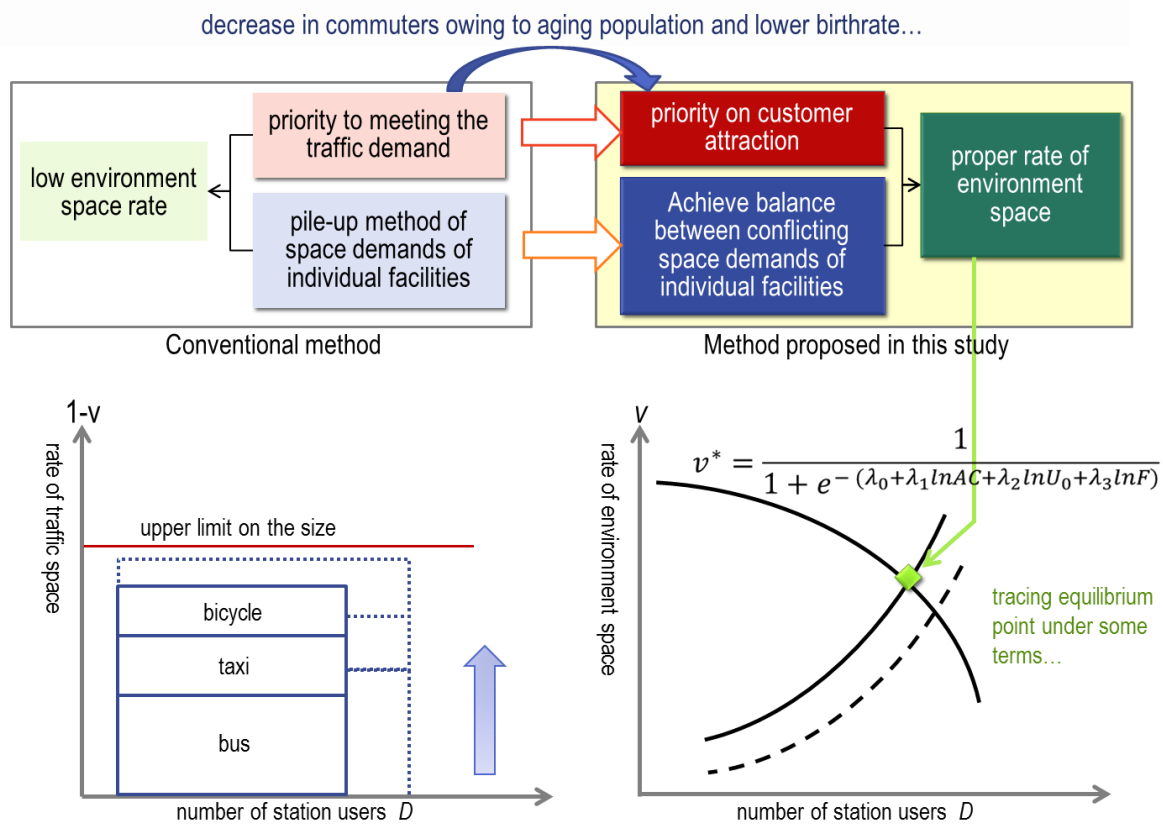 decrease in commuters owing to aging population and lower birthrate…
low environment
space rate
priority to meeting the
traffic demand
pile-up method of
space demands of
individual facilities
Conventional method
priority on customer
attraction
Achieve balance
between conflicting
space demands of
individual facilities
proper rate of
environment
space
Method proposed in this study
1-v
rate of traffic space
upper limit on the size
bicycle
taxi
bus
number of station users D
v
rate of environment space
v* = 1 / (1 + e^-(λ₀+λ₁lnAC+λ₂lnU₀+λ₃lnF))
tracing equilibrium
point under some
terms…
number of station users D